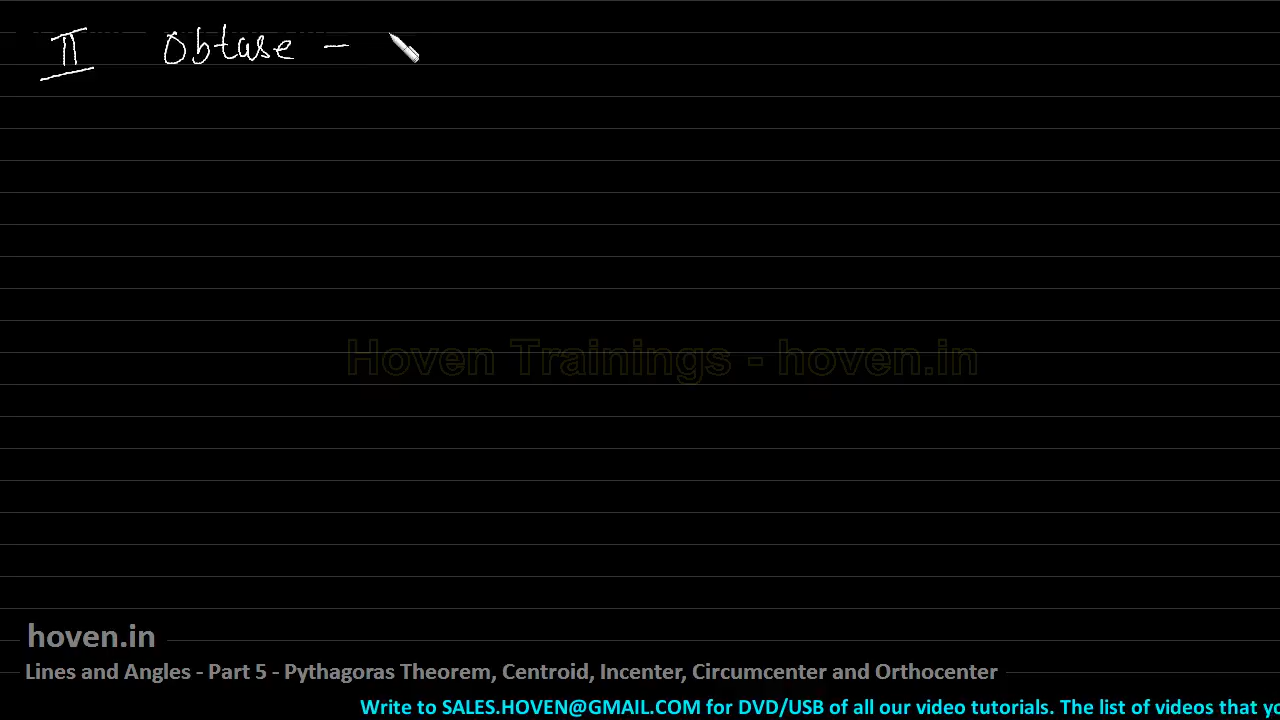 II Obtuse -
Hoven Trainings - hoven.in
hoven.in
Lines and Angles - Part 5 - Pythagoras Theorem, Centroid, Incenter, Circumcenter and Orthocenter
Write to SALES.HOVEN@GMAIL.COM for DVD/USB of all our video tutorials. The list of videos that yo